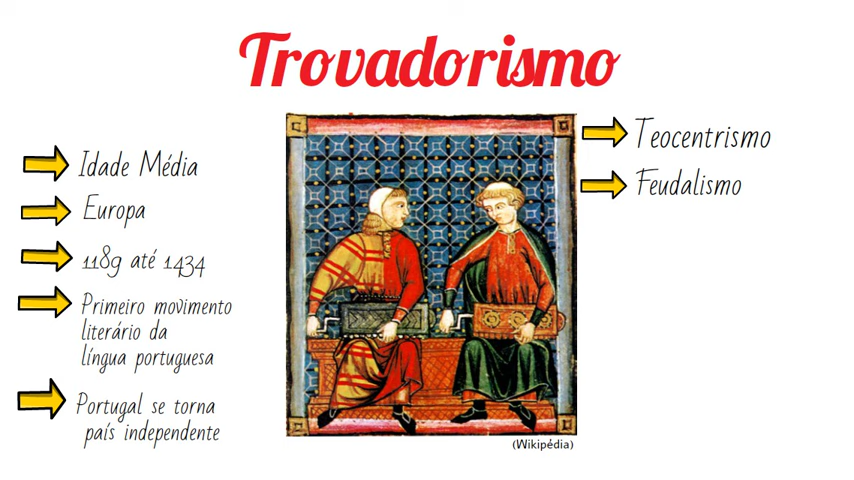 Trovadorismo
Idade Média
Europa
1189 até 1434
Primeiro movimento
literário da
língua portuguesa
Portugal se torna
país independente
Teocentrismo
Feudalismo
(Wikipédia)